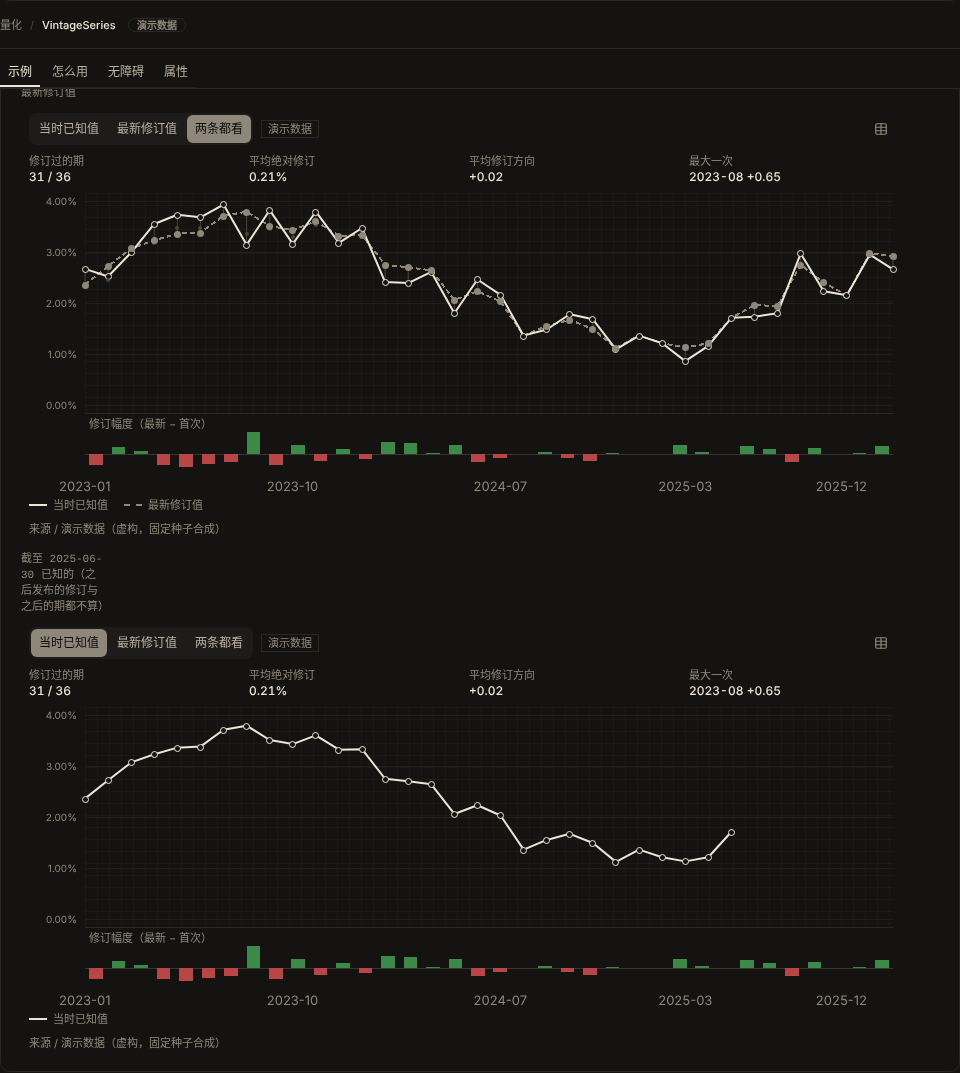 量化 / VintageSeries 演示数据
示例 怎么用 无障碍 属性
最新修订值
当时已知值 最新修订值 两条都看 演示数据
修订过的期 平均绝对修订 平均修订方向 最大一次
31 / 36 0.21% +0.02 2023-08 +0.65
4.00%
3.00%
2.00%
1.00%
0.00%
修订幅度（最新 − 首次）
2023-01 2023-10 2024-07 2025-03 2025-12
当时已知值 最新修订值
来源 / 演示数据（虚构，固定种子合成）
截至 2025-06-
30 已知的（之
后发布的修订与
之后的期都不算）
当时已知值 最新修订值 两条都看 演示数据
修订过的期 平均绝对修订 平均修订方向 最大一次
31 / 36 0.21% +0.02 2023-08 +0.65
4.00%
3.00%
2.00%
1.00%
0.00%
修订幅度（最新 − 首次）
2023-01 2023-10 2024-07 2025-03 2025-12
当时已知值
来源 / 演示数据（虚构，固定种子合成）